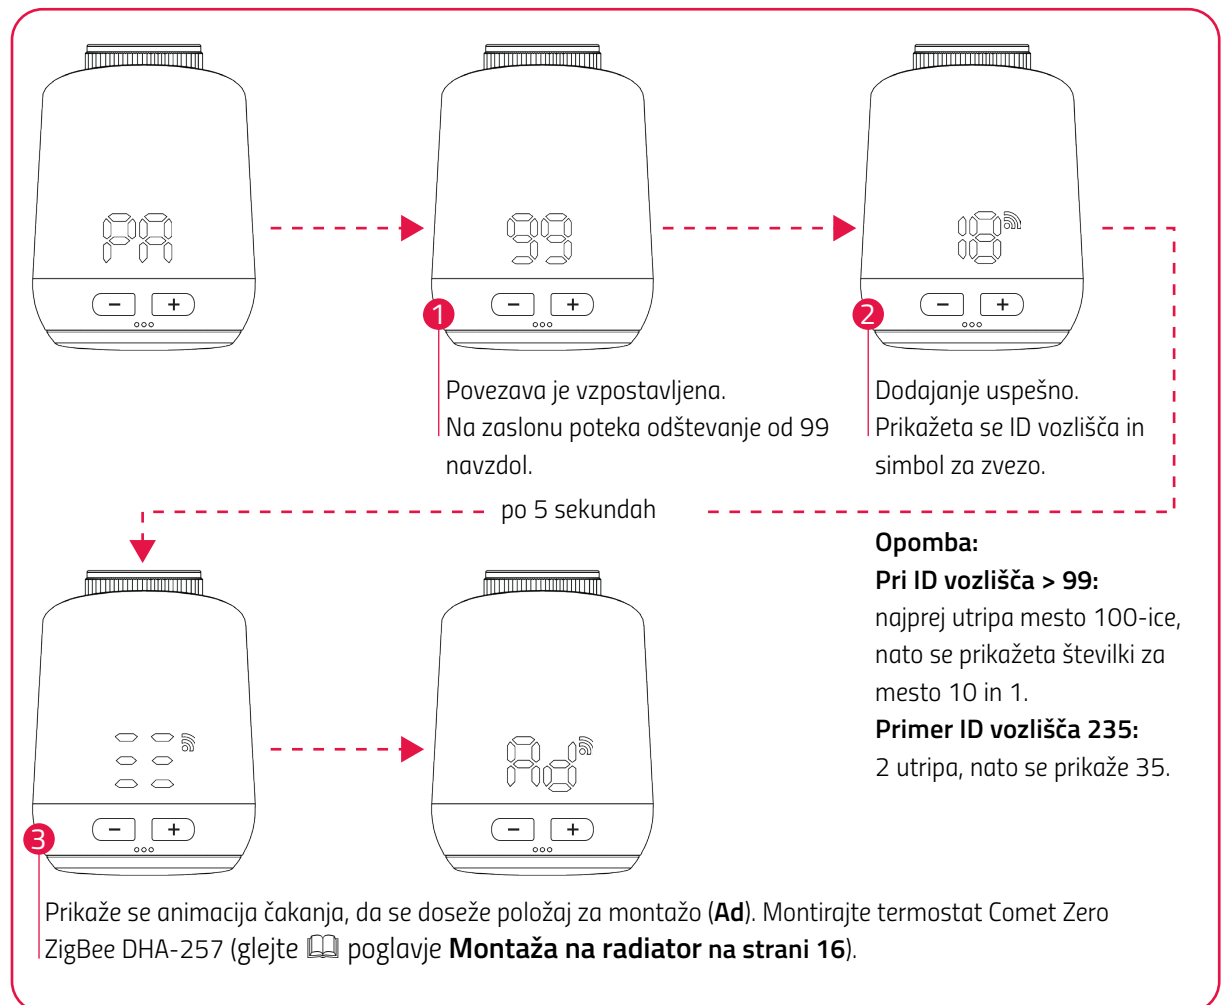 PA
99
18
1
Povezava je vzpostavljena.
Na zaslonu poteka odštevanje od 99
navzdol.
2
Dodajanje uspešno.
Prikažeta se ID vozlišča in
simbol za zvezo.
po 5 sekundah
Opomba:
Pri ID vozlišča > 99:
najprej utripa mesto 100-ice,
nato se prikažeta številki za
mesto 10 in 1.
Primer ID vozlišča 235:
2 utripa, nato se prikaže 35.
Ad
3
Prikaže se animacija čakanja, da se doseže položaj za montažo (Ad). Montirajte termostat Comet Zero
ZigBee DHA-257 (glejte 🕮 poglavje Montaža na radiator na strani 16).